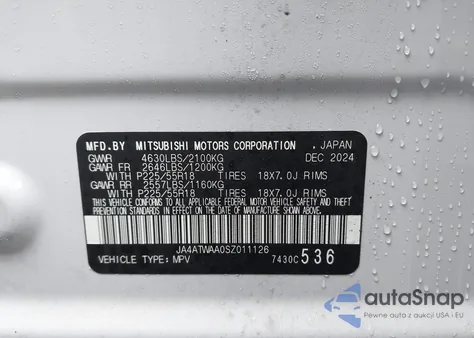 MFD.BY MITSUBISHI MOTORS CORPORATION , JAPAN
GVWR 4630LBS/2100KG DEC 2024
GAWR FR 2646LBS/1200KG
WITH P225/55R18 TIRES 18X7.0J RIMS
GAWR RR 2557LBS/1160KG
WITH P225/55R18 TIRES 18X7.0J RIMS
THIS VEHICLE CONFORMS TO ALL APPLICABLE
FEDERAL MOTOR VEHICLE SAFETY, BUMPER, AND THEFT
PREVENTION STANDARDS IN EFFECT ON THE DATE OF
MANUFACTURE SHOWN ABOVE.
JA4ATWAA0SZ011126 7430C 536
VEHICLE TYPE: MPV
autoSnap
Pewne auto z aukcji USA i EU